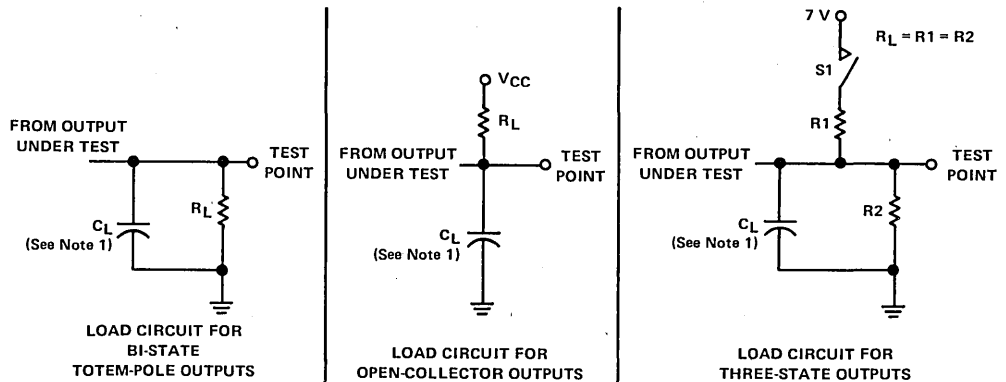 FROM OUTPUT
UNDER TEST
TEST
POINT
RL
CL
(See Note 1)
LOAD CIRCUIT FOR
BI-STATE
TOTEM-POLE OUTPUTS
VCC
RL
FROM OUTPUT
UNDER TEST
TEST
POINT
CL
(See Note 1)
LOAD CIRCUIT FOR
OPEN-COLLECTOR OUTPUTS
7 V
RL = R1 = R2
S1
R1
FROM OUTPUT
UNDER TEST
TEST
POINT
R2
CL
(See Note 1)
LOAD CIRCUIT FOR
THREE-STATE OUTPUTS